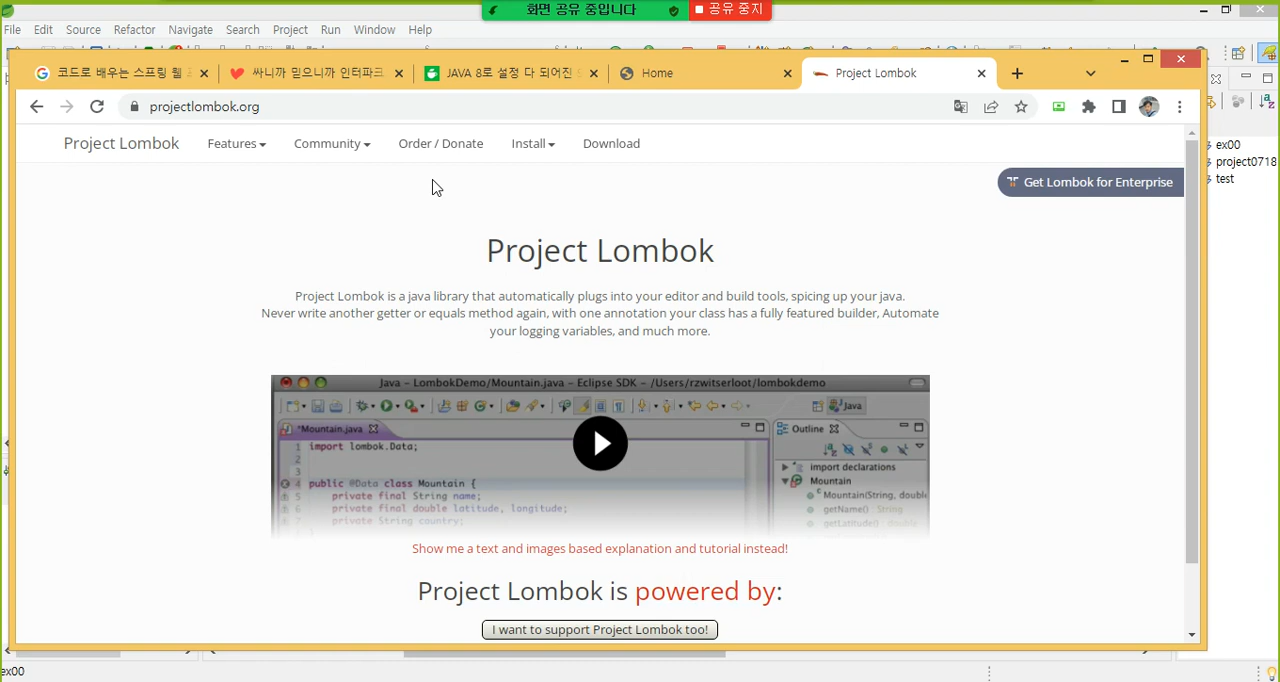 화면 공유 중입니다 공유 중지
File Edit Source Refactor Navigate Search Project Run Window Help
코드로 배우는 스프링 웹 싸니까 믿으니까 인터파크 JAVA 8로 설정 다 되어진 Home Project Lombok
projectlombok.org
Project Lombok Features Community Order / Donate Install Download
Get Lombok for Enterprise
ex00
project0718
test
Project Lombok
Project Lombok is a java library that automatically plugs into your editor and build tools, spicing up your java.
Never write another getter or equals method again, with one annotation your class has a fully featured builder, Automate
your logging variables, and much more.
Java – LombokDemo/Mountain.java – Eclipse SDK – /Users/rzwitserloot/lombokdemo
Java
*Mountain.java
Outline
1 import lombok.Data;
2
3
4 public @Data class Mountain {
5 private final String name;
6 private final double latitude, longitude;
7 private String country;
import declarations
Mountain
Mountain(String, doubl
getName() String
getLatitude() double
Show me a text and images based explanation and tutorial instead!
Project Lombok is powered by:
I want to support Project Lombok too!
ex00